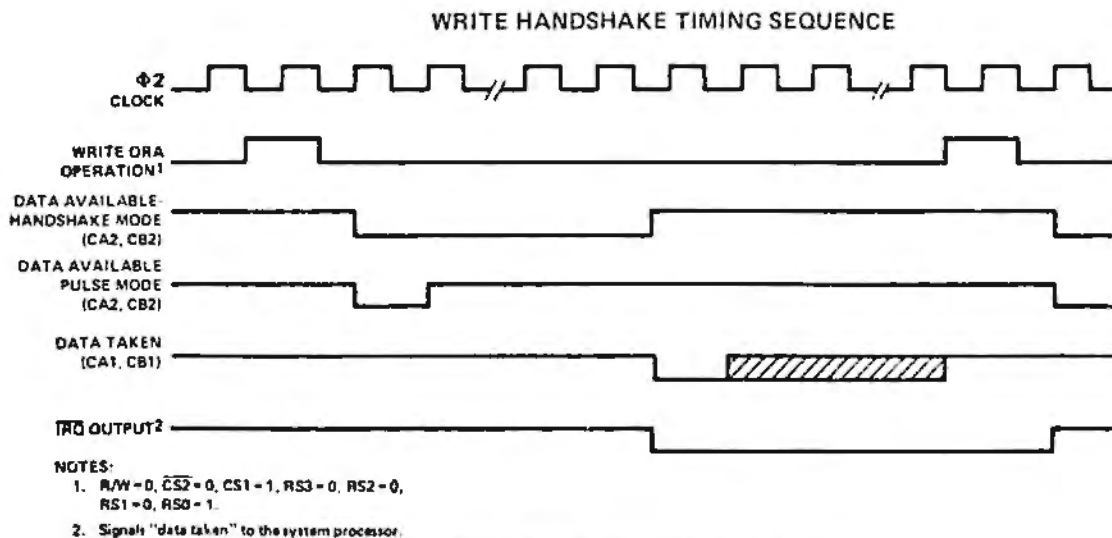 WRITE HANDSHAKE TIMING SEQUENCE
Φ2
CLOCK
WRITE ORA
OPERATION¹
DATA AVAILABLE-
HANDSHAKE MODE
(CA2, CB2)
DATA AVAILABLE
PULSE MODE
(CA2, CB2)
DATA TAKEN
(CA1, CB1)
IRQ OUTPUT²
NOTES:
1. R/W = 0, CS2 = 0, CS1 = 1, RS3 = 0, RS2 = 0,
RS1 = 0, RS0 = 1.
2. Signals "data taken" to the system processor.